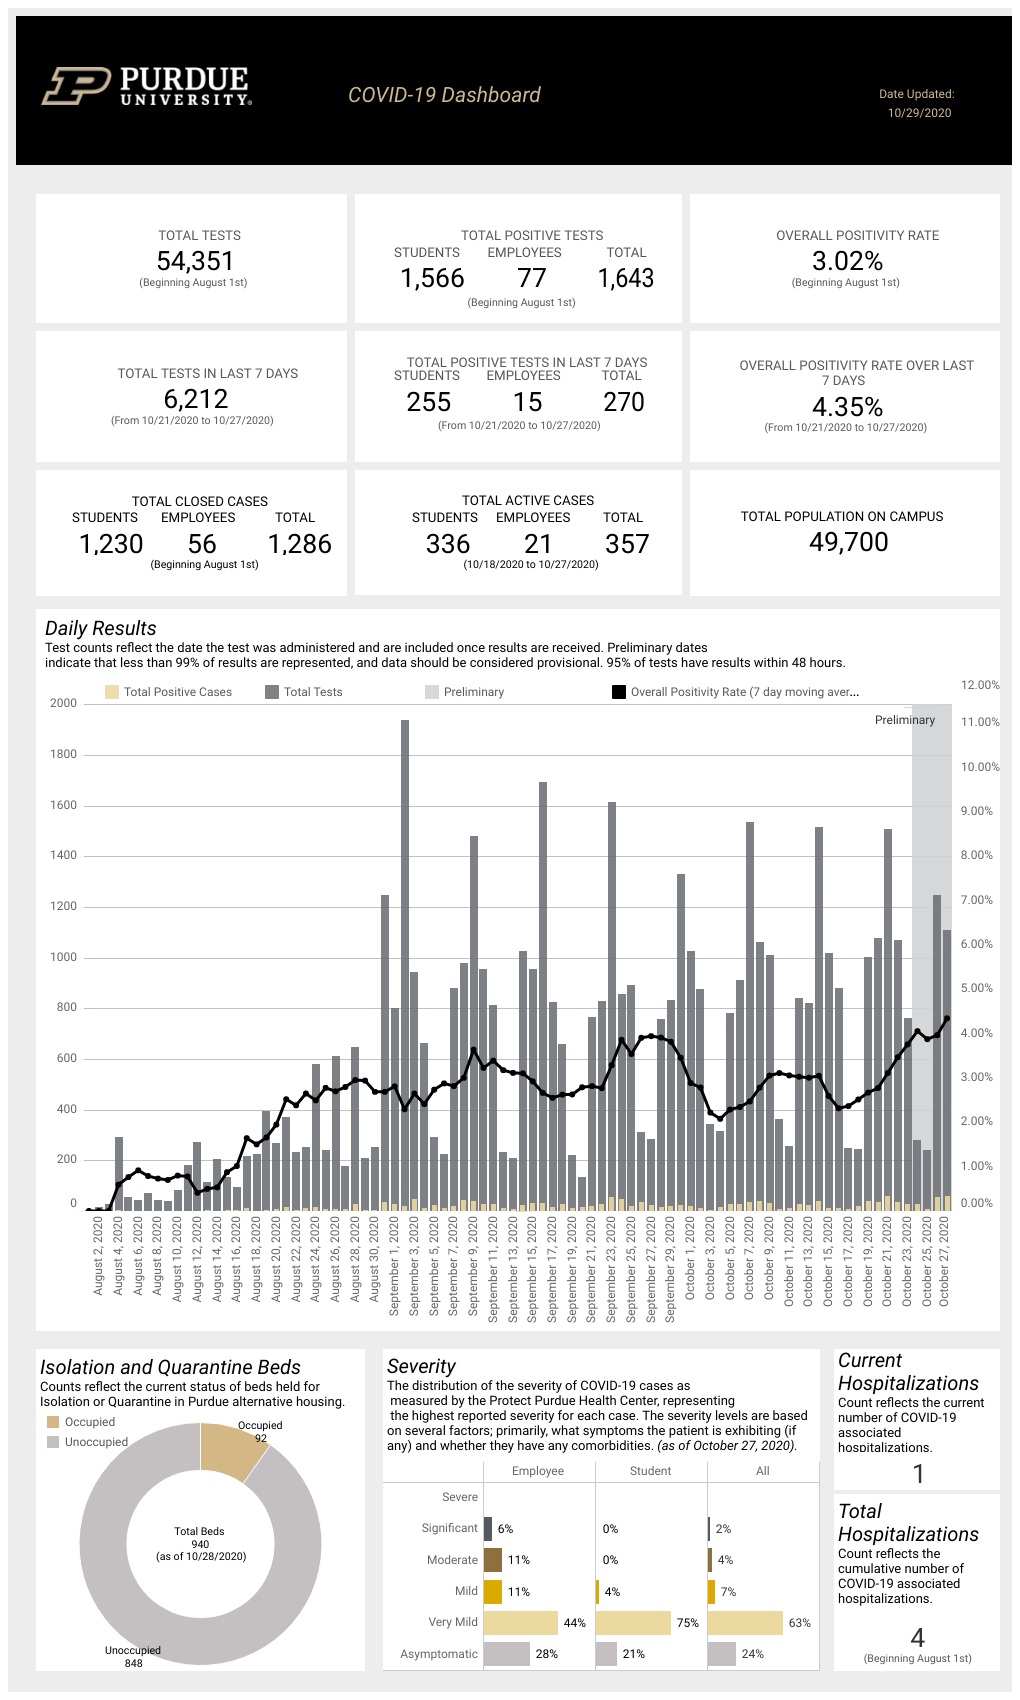 PURDUE
UNIVERSITY®
COVID-19 Dashboard
Date Updated:
10/29/2020
TOTAL TESTS
54,351
(Beginning August 1st)
TOTAL POSITIVE TESTS
STUDENTS EMPLOYEES TOTAL
1,566 77 1,643
(Beginning August 1st)
OVERALL POSITIVITY RATE
3.02%
(Beginning August 1st)
TOTAL TESTS IN LAST 7 DAYS
6,212
(From 10/21/2020 to 10/27/2020)
TOTAL POSITIVE TESTS IN LAST 7 DAYS
STUDENTS EMPLOYEES TOTAL
255 15 270
(From 10/21/2020 to 10/27/2020)
OVERALL POSITIVITY RATE OVER LAST
7 DAYS
4.35%
(From 10/21/2020 to 10/27/2020)
TOTAL CLOSED CASES
STUDENTS EMPLOYEES TOTAL
1,230 56 1,286
(Beginning August 1st)
TOTAL ACTIVE CASES
STUDENTS EMPLOYEES TOTAL
336 21 357
(10/18/2020 to 10/27/2020)
TOTAL POPULATION ON CAMPUS
49,700
Daily Results
Test counts reflect the date the test was administered and are included once results are received. Preliminary dates
indicate that less than 99% of results are represented, and data should be considered provisional. 95% of tests have results within 48 hours.
Total Positive Cases Total Tests Preliminary Overall Positivity Rate (7 day moving aver...
2000
1800
1600
1400
1200
1000
800
600
400
200
0
Preliminary
12.00%
11.00%
10.00%
9.00%
8.00%
7.00%
6.00%
5.00%
4.00%
3.00%
2.00%
1.00%
0.00%
August 2, 2020
August 4, 2020
August 6, 2020
August 8, 2020
August 10, 2020
August 12, 2020
August 14, 2020
August 16, 2020
August 18, 2020
August 20, 2020
August 22, 2020
August 24, 2020
August 26, 2020
August 28, 2020
August 30, 2020
September 1, 2020
September 3, 2020
September 5, 2020
September 7, 2020
September 9, 2020
September 11, 2020
September 13, 2020
September 15, 2020
September 17, 2020
September 19, 2020
September 21, 2020
September 23, 2020
September 25, 2020
September 27, 2020
September 29, 2020
October 1, 2020
October 3, 2020
October 5, 2020
October 7, 2020
October 9, 2020
October 11, 2020
October 13, 2020
October 15, 2020
October 17, 2020
October 19, 2020
October 21, 2020
October 23, 2020
October 25, 2020
October 27, 2020
Isolation and Quarantine Beds
Counts reflect the current status of beds held for
Isolation or Quarantine in Purdue alternative housing.
Occupied
Unoccupied
Occupied
92
Total Beds
940
(as of 10/28/2020)
Unoccupied
848
Severity
The distribution of the severity of COVID-19 cases as
measured by the Protect Purdue Health Center, representing
the highest reported severity for each case. The severity levels are based
on several factors; primarily, what symptoms the patient is exhibiting (if
any) and whether they have any comorbidities. (as of October 27, 2020).
Employee Student All
Severe
Significant 6% 0% 2%
Moderate 11% 0% 4%
Mild 11% 4% 7%
Very Mild 44% 75% 63%
Asymptomatic 28% 21% 24%
Current
Hospitalizations
Count reflects the current
number of COVID-19
associated
hospitalizations.
1
Total
Hospitalizations
Count reflects the
cumulative number of
COVID-19 associated
hospitalizations.
4
(Beginning August 1st)